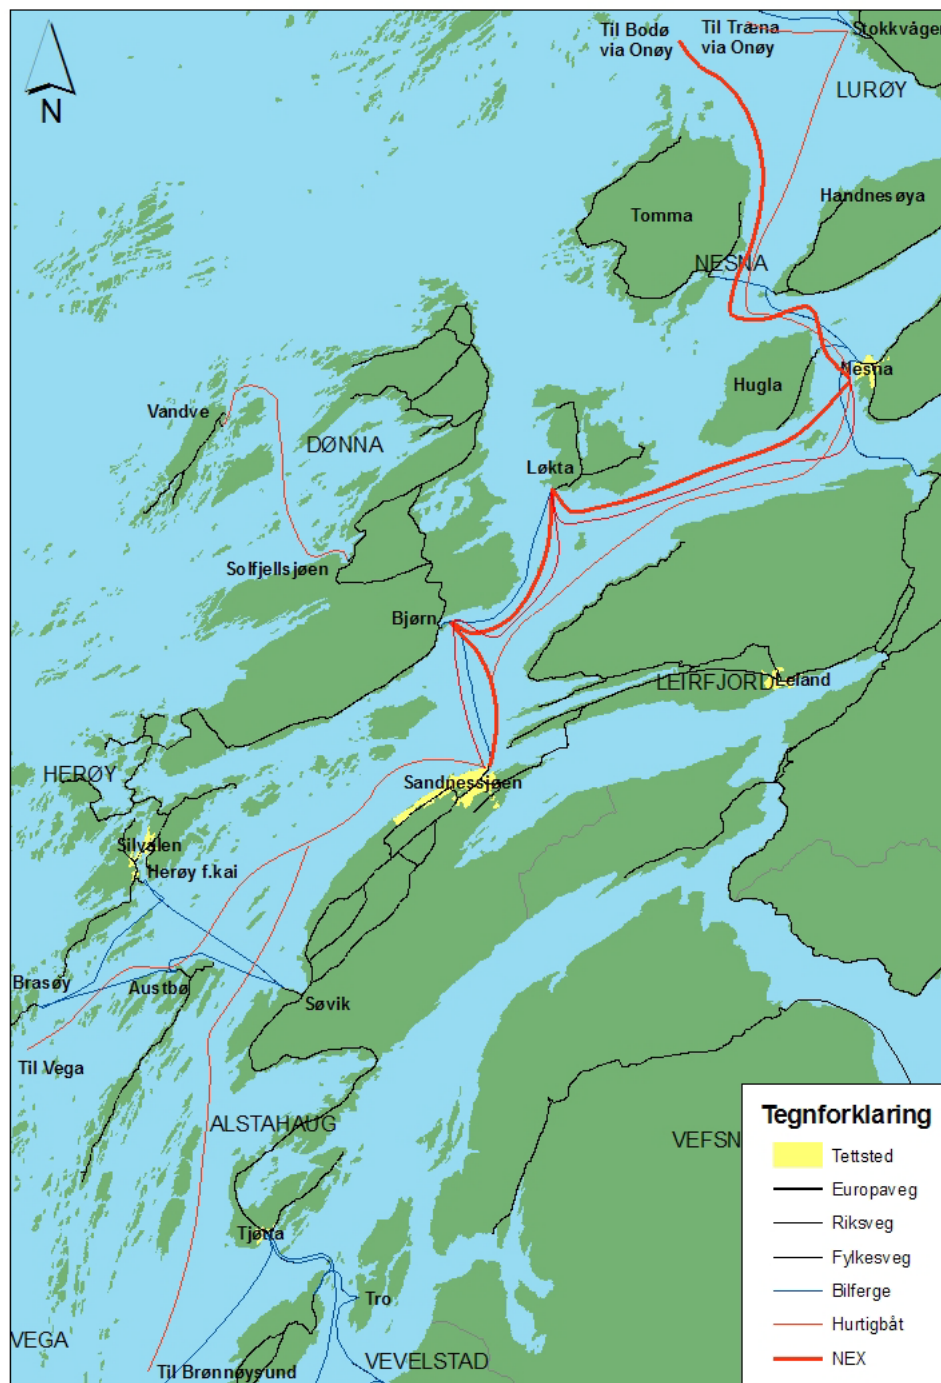 Til Bodø
via Onøy
Til Træna
via Onøy
Stokkvågen
N
LURØY
Handnesøya
Tomma
NESNA
Nesna
Hugla
Vandve
DØNNA
Løkta
Solfjellsjøen
Bjørn
LEIRFJORD
Leland
HERØY
Sandnessjøen
Silvalen
Herøy f.kai
Brasøy
Austbø
Søvik
Til Vega
ALSTAHAUG
VEFSN
Tjøtta
Tro
VEGA
Til Brønnøysund
VEVELSTAD
Tegnforklaring
Tettsted
Europaveg
Riksveg
Fylkesveg
Bilferge
Hurtigbåt
NEX